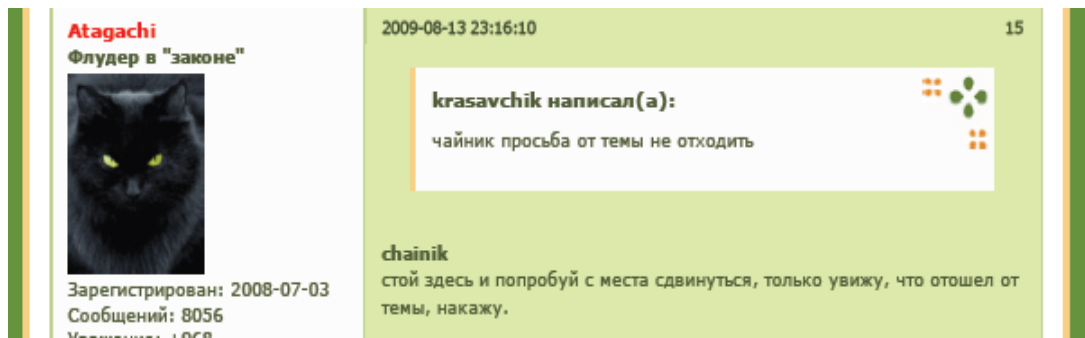 Atagachi
Флудер в "законе"
Зарегистрирован: 2008-07-03
Сообщений: 8056
2009-08-13 23:16:10
15
krasavchik написал(а):
чайник просьба от темы не отходить
chainik
стой здесь и попробуй с места сдвинуться, только увижу, что отошел от
темы, накажу.